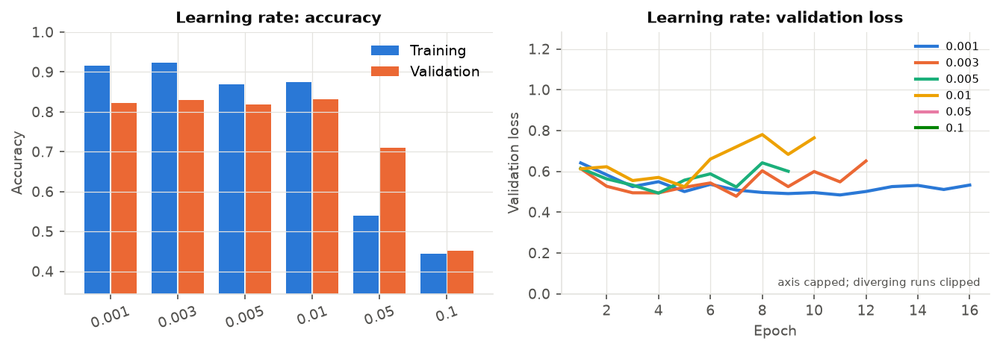 Learning rate: accuracy
Accuracy
1.0
0.9
0.8
0.7
0.6
0.5
0.4
Training
Validation
0.001
0.003
0.005
0.01
0.05
0.1
Learning rate: validation loss
Validation loss
1.2
1.0
0.8
0.6
0.4
0.2
0.0
0.001
0.003
0.005
0.01
0.05
0.1
axis capped; diverging runs clipped
2 4 6 8 10 12 14 16
Epoch